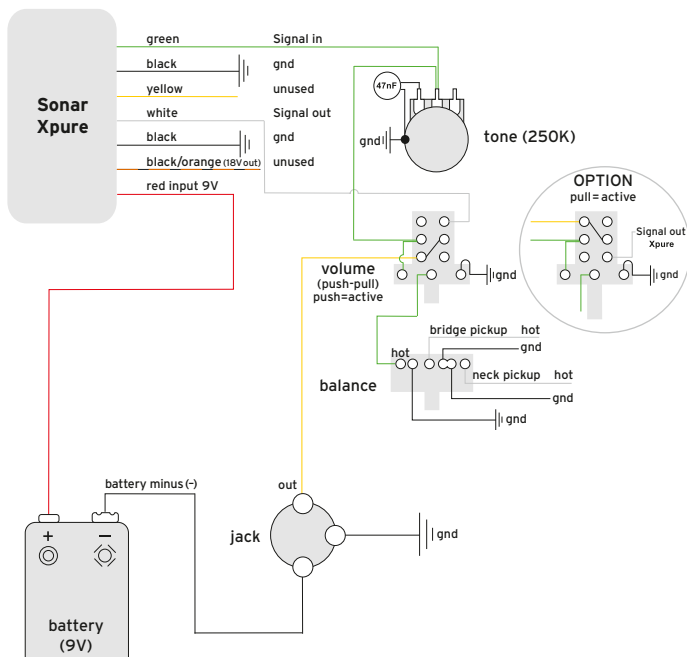 Sonar
Xpure
green Signal in
black gnd
yellow unused
white Signal out
black gnd
black/orange (18V out) unused
red input 9V
47nF
gnd
tone (250K)
OPTION
pull=active
Signal out
Xpure
gnd
volume
(push-pull)
push=active
gnd
bridge pickup hot
gnd
hot
neck pickup hot
balance
gnd
gnd
battery minus (-)
out
jack
gnd
+ −
battery
(9V)